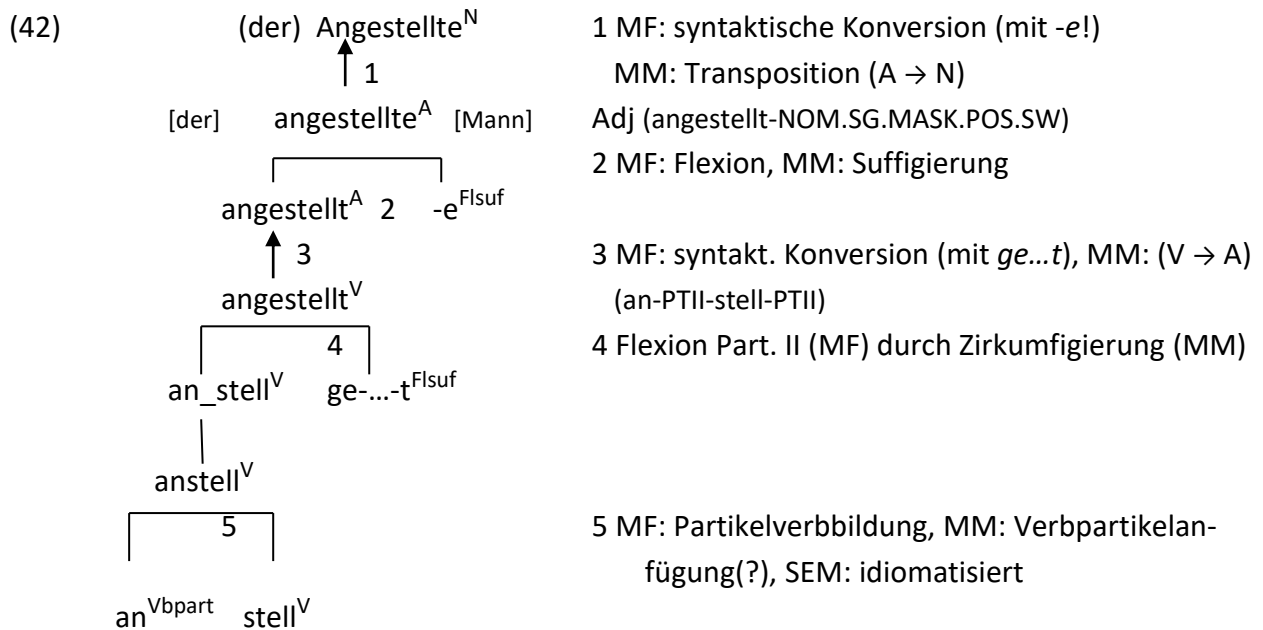 (42) (der) Angestellte^N 1 MF: syntaktische Konversion (mit -e!)
1 MM: Transposition (A → N)
[der] angestellte^A [Mann] Adj (angestellt-NOM.SG.MASK.POS.SW)
2 MF: Flexion, MM: Suffigierung
angestellt^A 2 -e^Flsuf
3 3 MF: syntakt. Konversion (mit ge…t), MM: (V → A)
angestellt^V (an-PTII-stell-PTII)
4 4 Flexion Part. II (MF) durch Zirkumfigierung (MM)
an_stell^V ge-...-t^Flsuf
anstell^V
5 5 MF: Partikelverbbildung, MM: Verbpartikelan-
fügung(?), SEM: idiomatisiert
an^Vbpart stell^V